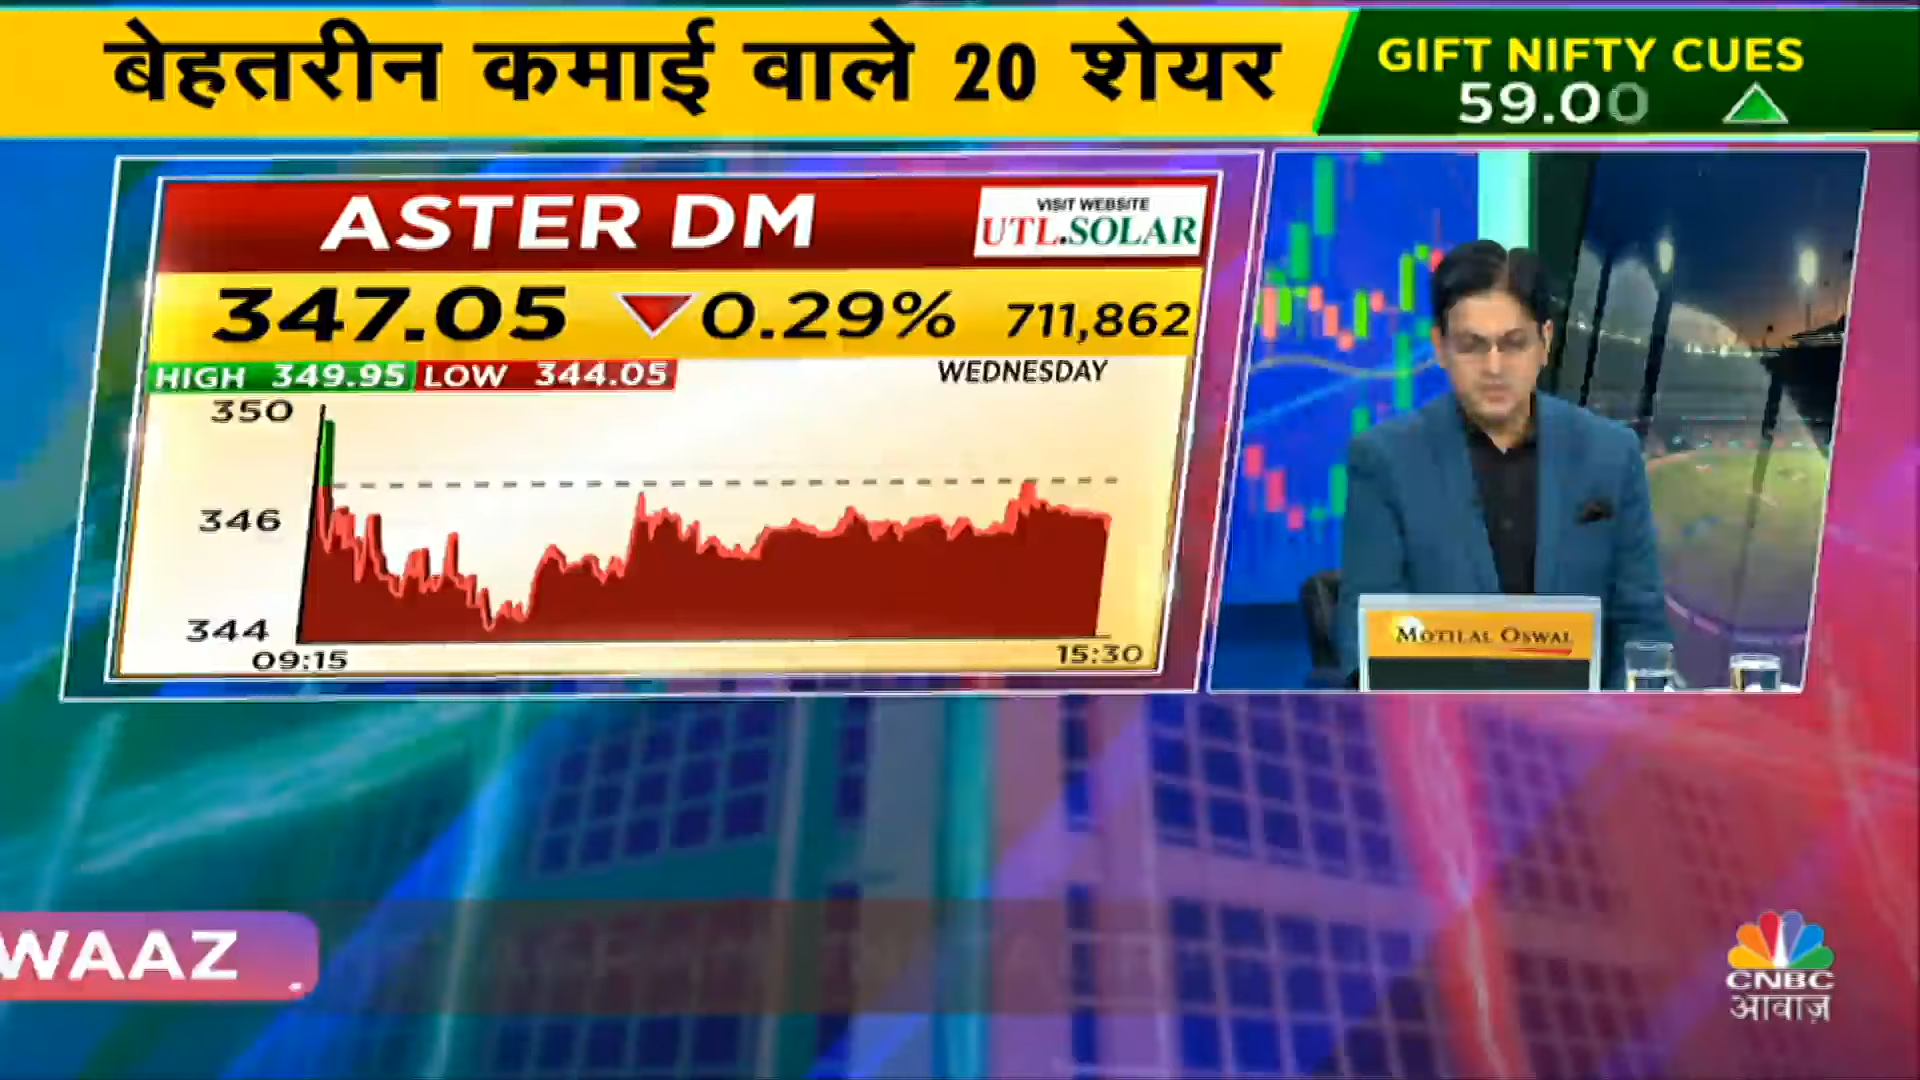 बेहतरीन कमाई वाले 20 शेयर
GIFT NIFTY CUES
59.00
ASTER DM
VISIT WEBSITE
UTL.SOLAR
347.05 0.29% 711,862
HIGH 349.95 LOW 344.05
WEDNESDAY
350
346
344
09:15
15:30
MOTILAL OSWAL
WAAZ
CNBC
आवाज़